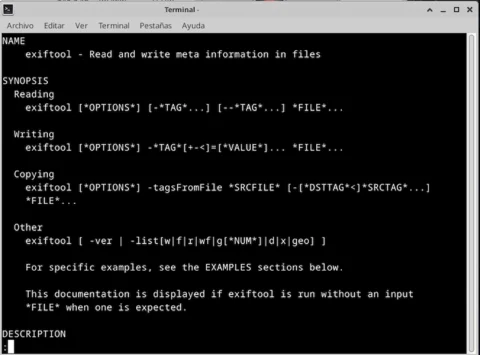 Terminal -
Archivo Editar Ver Terminal Pestañas Ayuda
NAME
exiftool - Read and write meta information in files
SYNOPSIS
Reading
exiftool [*OPTIONS*] [-*TAG*...] [--*TAG*...] *FILE*...
Writing
exiftool [*OPTIONS*] -*TAG*[+-<]=[*VALUE*]... *FILE*...
Copying
exiftool [*OPTIONS*] -tagsFromFile *SRCFILE* [-[*DSTTAG*<]*SRCTAG*...]
*FILE*...
Other
exiftool [ -ver | -list[w|f|r|wf|g[*NUM*]|d|x|geo] ]
For specific examples, see the EXAMPLES sections below.
This documentation is displayed if exiftool is run without an input
*FILE* when one is expected.
DESCRIPTION
: